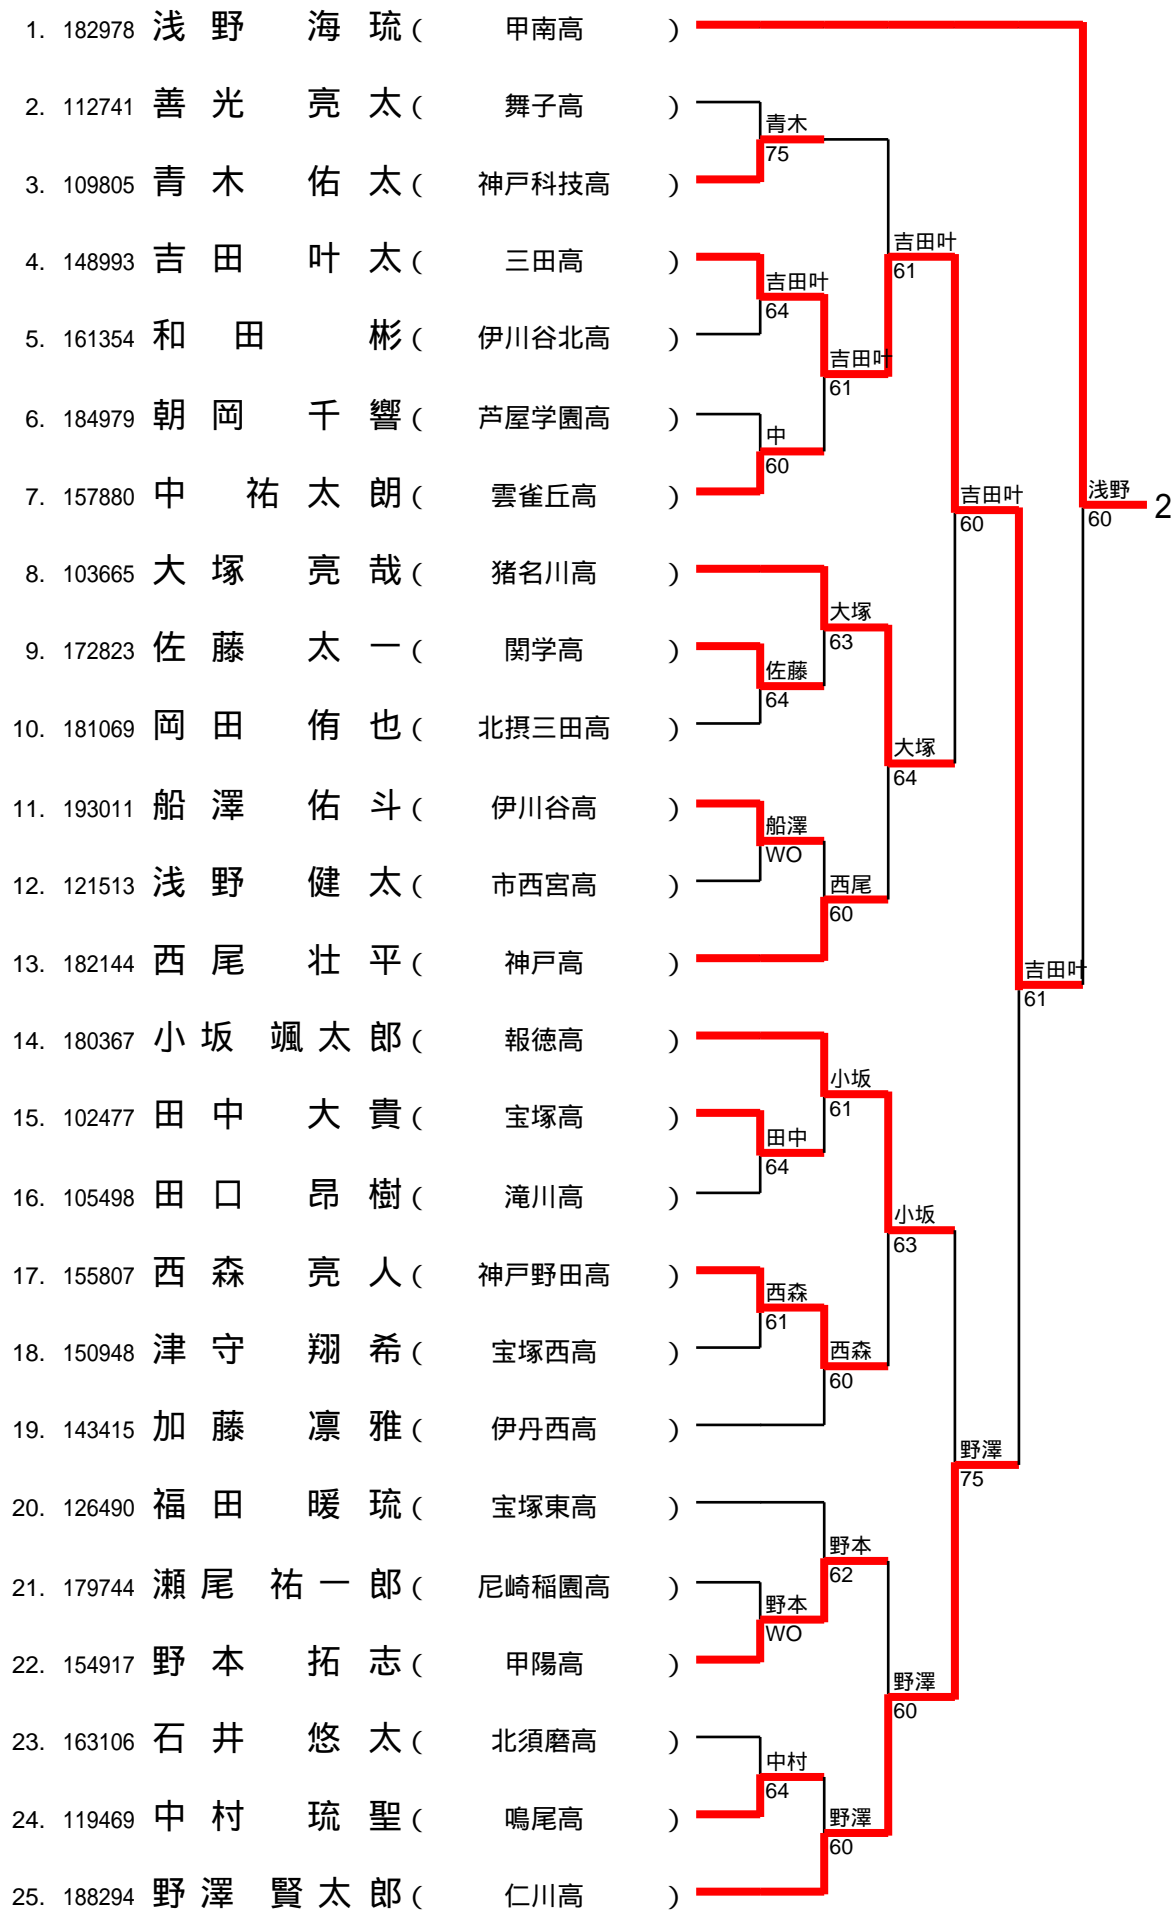 1. 182978 浅野 海琉 ( 甲南高 )
2. 112741 善光 亮太 ( 舞子高 )
青木
75
3. 109805 青木 佑太 ( 神戸科技高 )
吉田叶
61
4. 148993 吉田 叶太 ( 三田高 )
吉田叶
64
5. 161354 和田 彬 ( 伊川谷北高 )
吉田叶
61
6. 184979 朝岡 千響 ( 芦屋学園高 )
中
60
7. 157880 中 祐太朗 ( 雲雀丘高 )
吉田叶
60
浅野
60
2
8. 103665 大塚 亮哉 ( 猪名川高 )
大塚
63
9. 172823 佐藤 太一 ( 関学高 )
佐藤
64
10. 181069 岡田 侑也 ( 北摂三田高 )
大塚
64
11. 193011 船澤 佑斗 ( 伊川谷高 )
船澤
WO
12. 121513 浅野 健太 ( 市西宮高 )
西尾
60
13. 182144 西尾 壮平 ( 神戸高 )
吉田叶
61
14. 180367 小坂 颯太郎 ( 報徳高 )
小坂
61
15. 102477 田中 大貴 ( 宝塚高 )
田中
64
16. 105498 田口 昂樹 ( 滝川高 )
小坂
63
17. 155807 西森 亮人 ( 神戸野田高 )
西森
61
18. 150948 津守 翔希 ( 宝塚西高 )
西森
60
19. 143415 加藤 凛雅 ( 伊丹西高 )
野澤
75
20. 126490 福田 暖琉 ( 宝塚東高 )
野本
62
21. 179744 瀬尾 祐一郎 ( 尼崎稲園高 )
野本
WO
22. 154917 野本 拓志 ( 甲陽高 )
野澤
60
23. 163106 石井 悠太 ( 北須磨高 )
中村
64
24. 119469 中村 琉聖 ( 鳴尾高 )
野澤
60
25. 188294 野澤 賢太郎 ( 仁川高 )